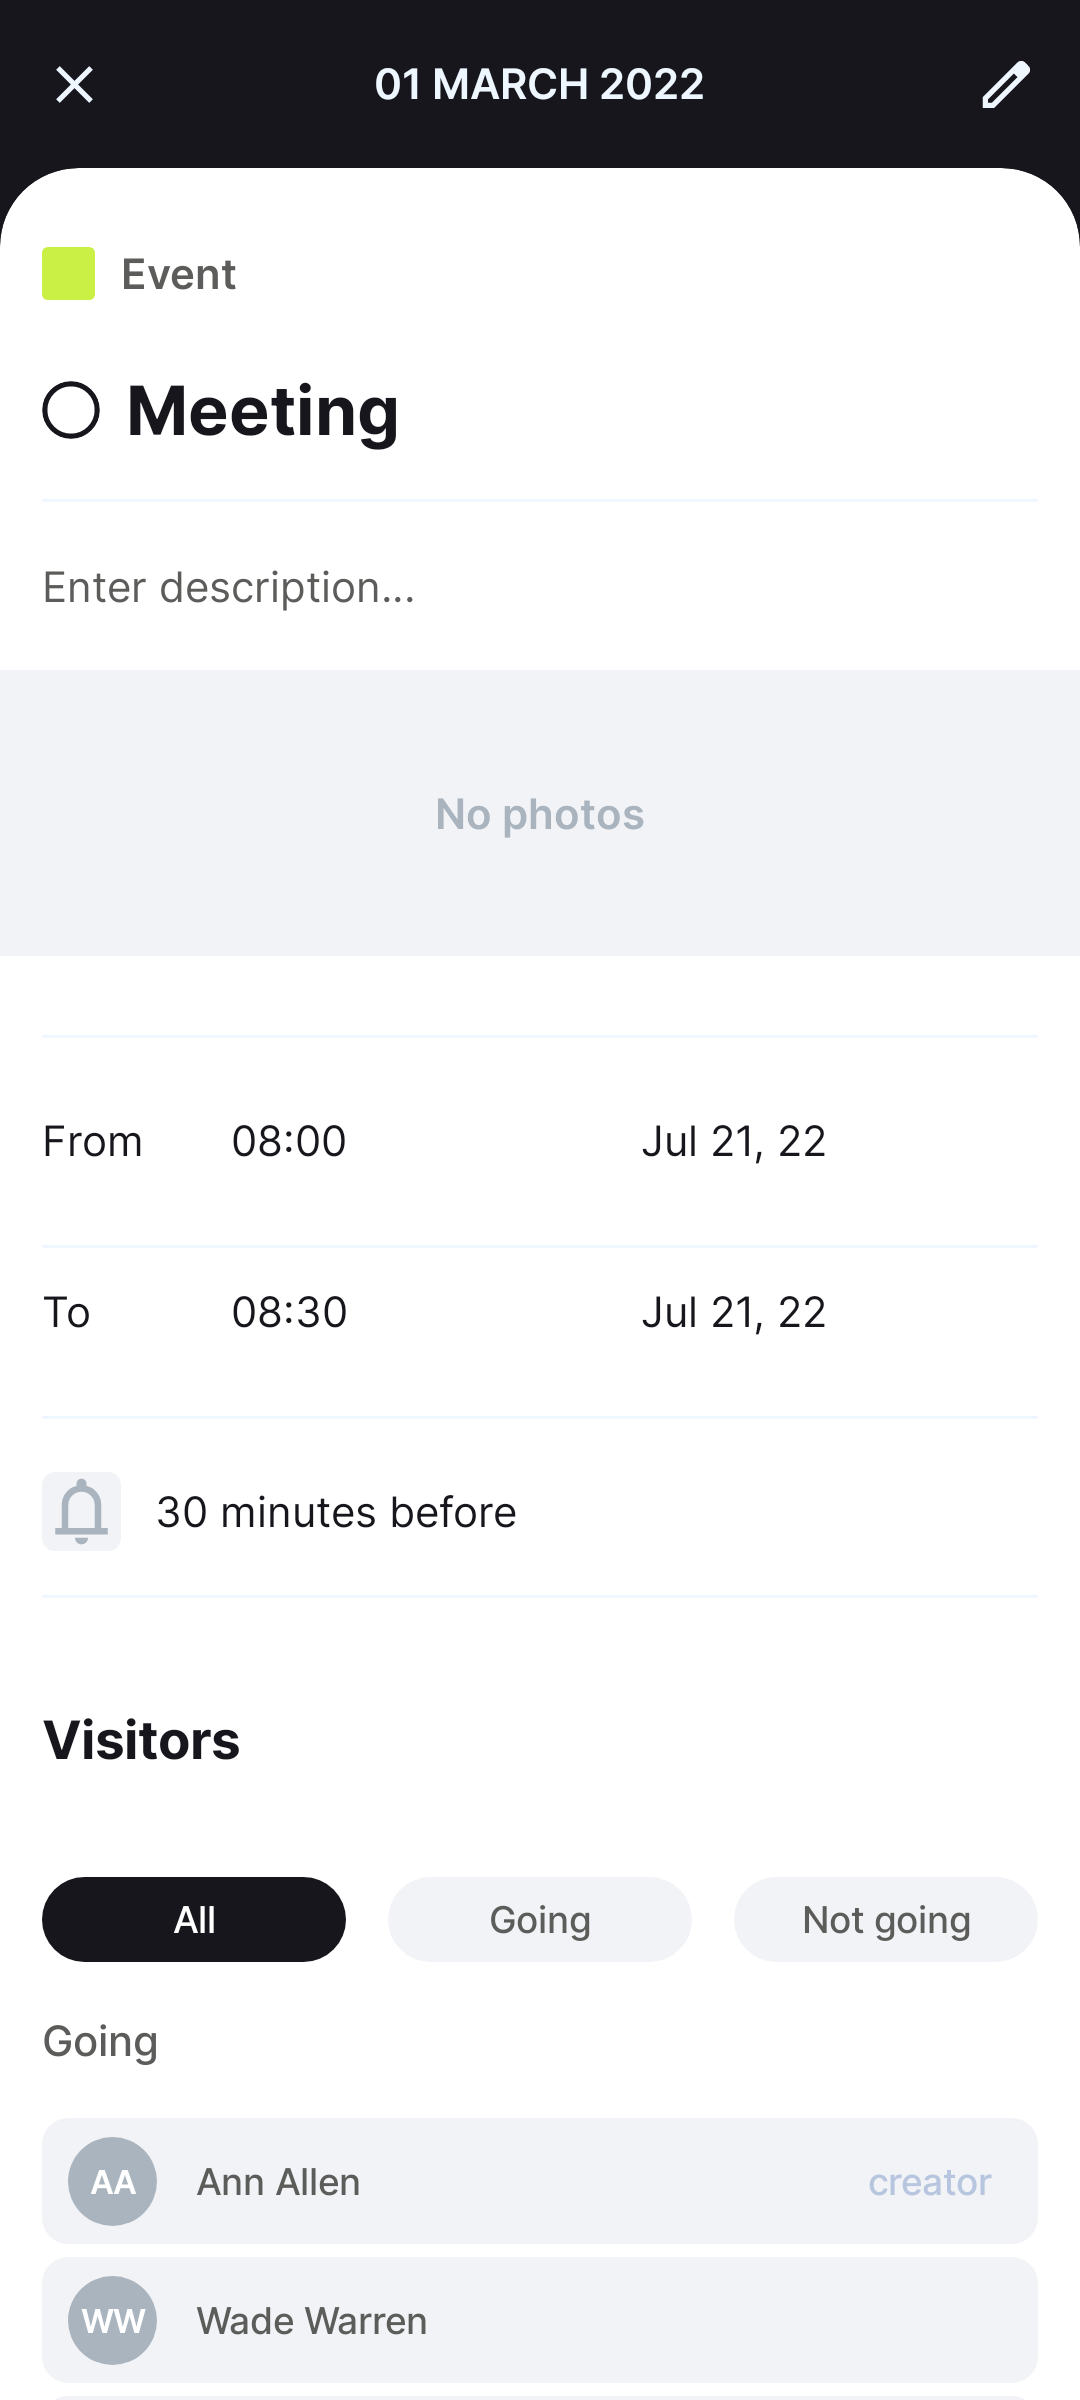 01 MARCH 2022
Event
Meeting
Enter description...
No photos
From 08:00 Jul 21, 22
To 08:30 Jul 21, 22
30 minutes before
Visitors
All Going Not going
Going
AA Ann Allen creator
WW Wade Warren